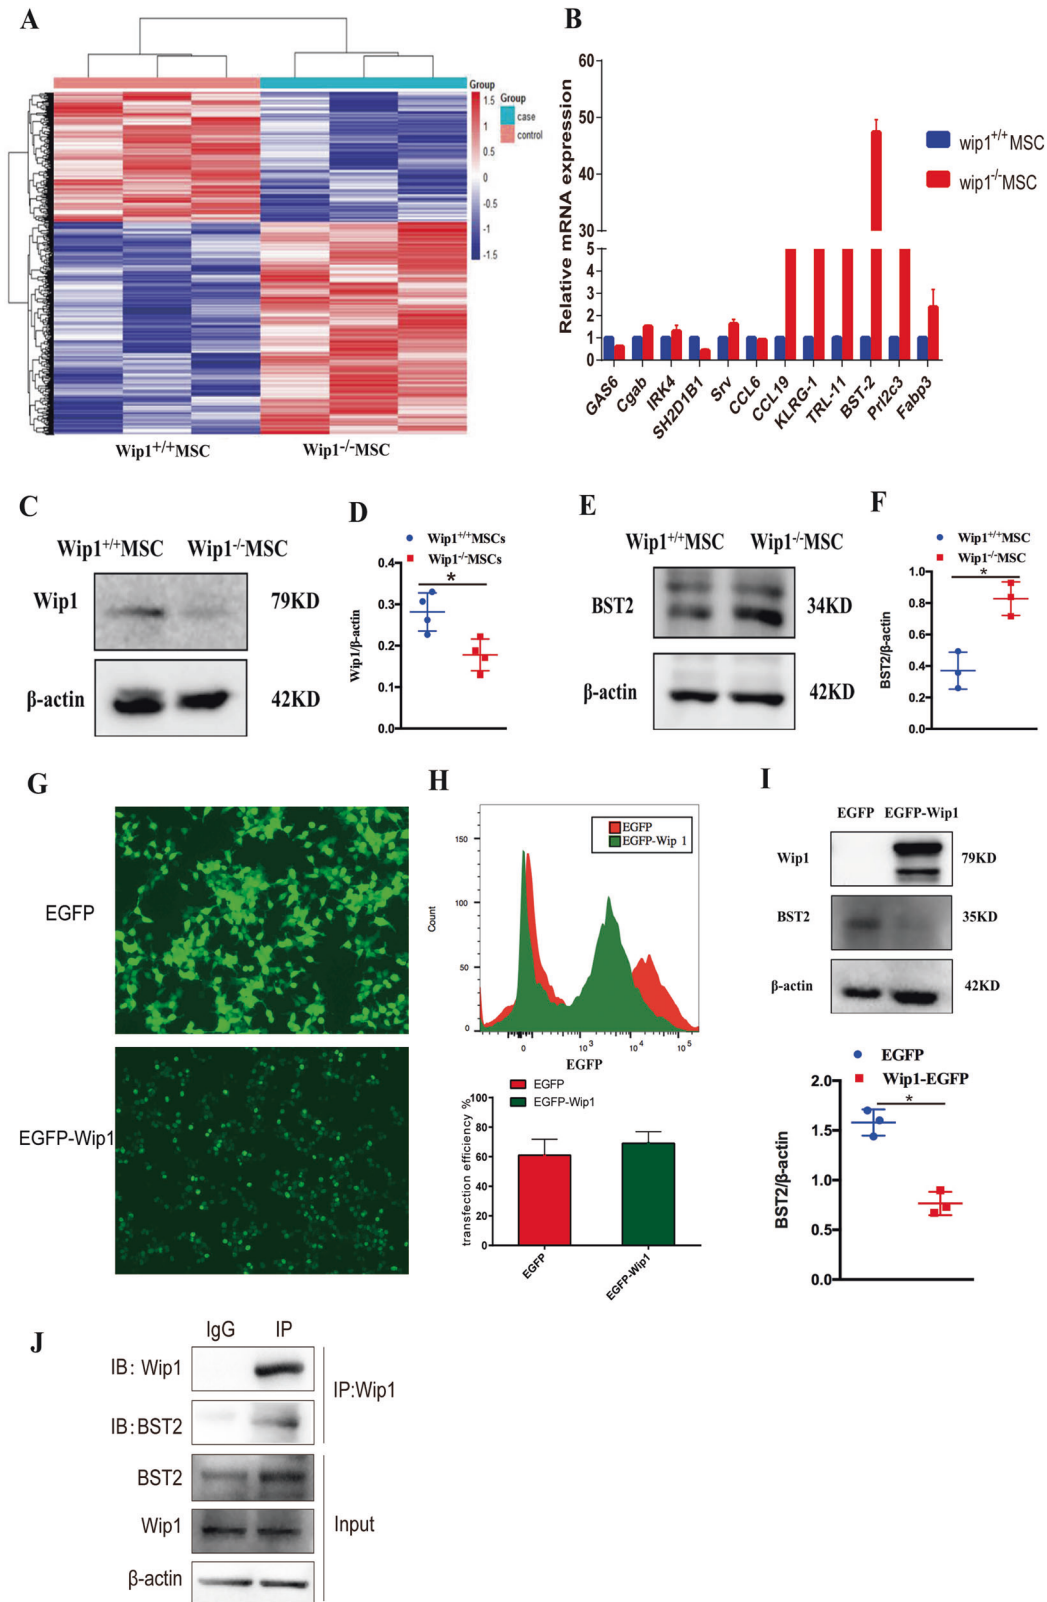 A
Group
1.5
1
0.5
0
-0.5
-1
-1.5
Group
case
control
Wip1+/+MSC
Wip1-/-MSC
B
Relative mRNA expression
60
50
40
30
5
4
3
2
1
0
wip1+/+MSC
wip1-/-MSC
GAS6
Cgab
IRK4
SH2D1B1
Srv
CCL6
CCL19
KLRG-1
TRL-11
BST-2
Prl2c3
Fabp3
C
Wip1+/+MSC Wip1-/-MSC
Wip1 79KD
β-actin 42KD
D
Wip1+/+MSCs
Wip1-/-MSCs
Wip1/β-actin
0.4
0.3
0.2
0.1
0.0
*
E
Wip1+/+MSC Wip1-/-MSC
BST2 34KD
β-actin 42KD
F
Wip1+/+MSC
Wip1-/-MSC
BST2/β-actin
1.0
0.8
0.6
0.4
0.2
0.0
*
G
EGFP
EGFP-Wip1
H
EGFP
EGFP-Wip 1
Count
150
100
50
0
0 10^3 10^4 10^5
EGFP
EGFP
EGFP-Wip1
transfection efficiency %
100
80
60
40
20
0
EGFP
EGFP-Wip1
I
EGFP EGFP-Wip1
Wip1 79KD
BST2 35KD
β-actin 42KD
EGFP
Wip1-EGFP
BST2/β-actin
2.0
1.5
1.0
0.5
0.0
*
J
IgG IP
IB: Wip1
IB:BST2
IP:Wip1
BST2
Wip1
β-actin
Input